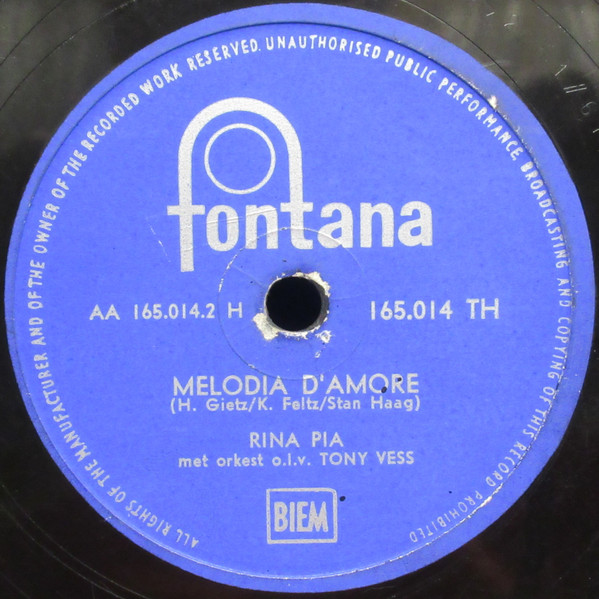 ALL RIGHTS OF THE MANUFACTURER AND OF THE OWNER OF THE RECORDED WORK RESERVED. UNAUTHORISED PUBLIC PERFORMANCE BROADCASTING AND COPYING OF THIS RECORD PROHIBITED
fontana
AA 165.014.2 H
165.014 TH
MELODIA D'AMORE
(H. Gietz/K. Feltz/Stan Haag)
RINA PIA
met orkest o.l.v. TONY VESS
BIEM